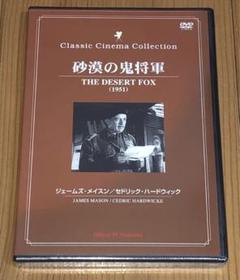 DVD
Classic Cinema Collection
砂漠の鬼将軍
THE DESERT FOX
(1951)
ジェームズ・メイスン／セドリック・ハードウィック
JAMES MASON / CEDRIC HARDWICKE